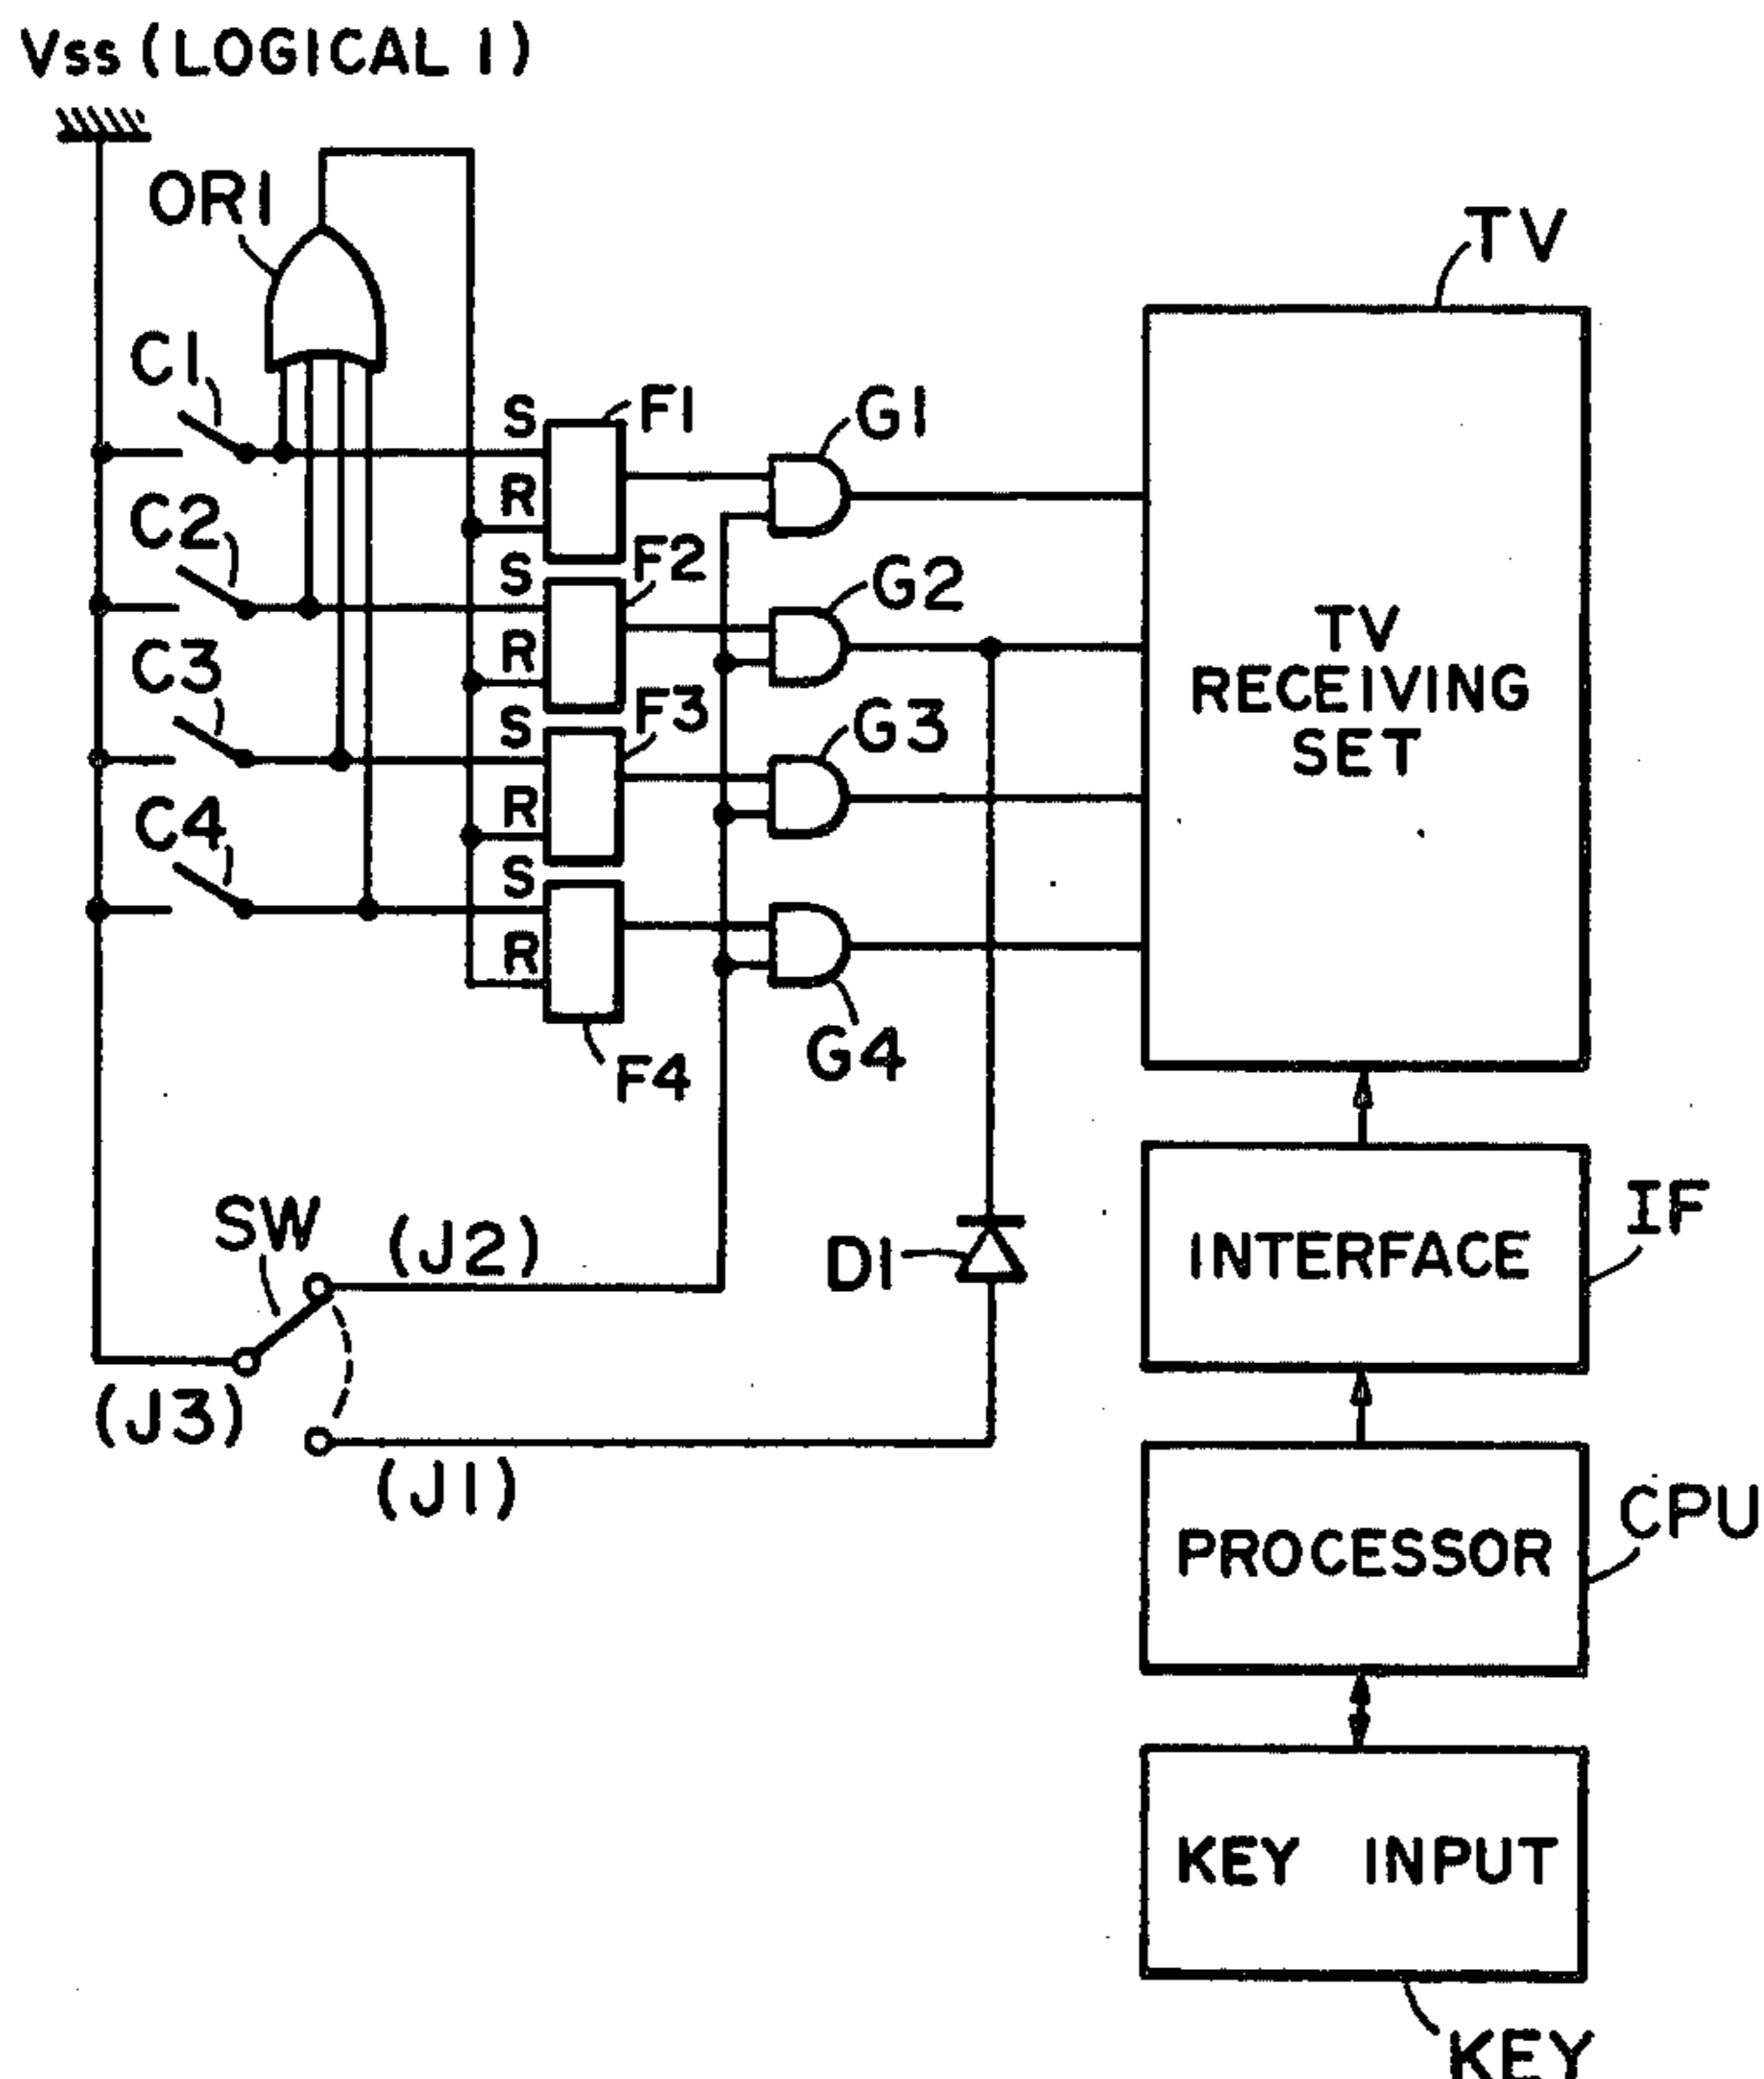 Vss (LOGICAL 1)
OR1
TV
C1
S
F1
G1
R
C2
F2
S
G2
R
TV
RECEIVING
SET
C3
F3
S
G3
R
C4
S
R
G4
F4
SW
(J2)
D1
INTERFACE
IF
(J3)
(J1)
CPU
PROCESSOR
KEY INPUT
KEY